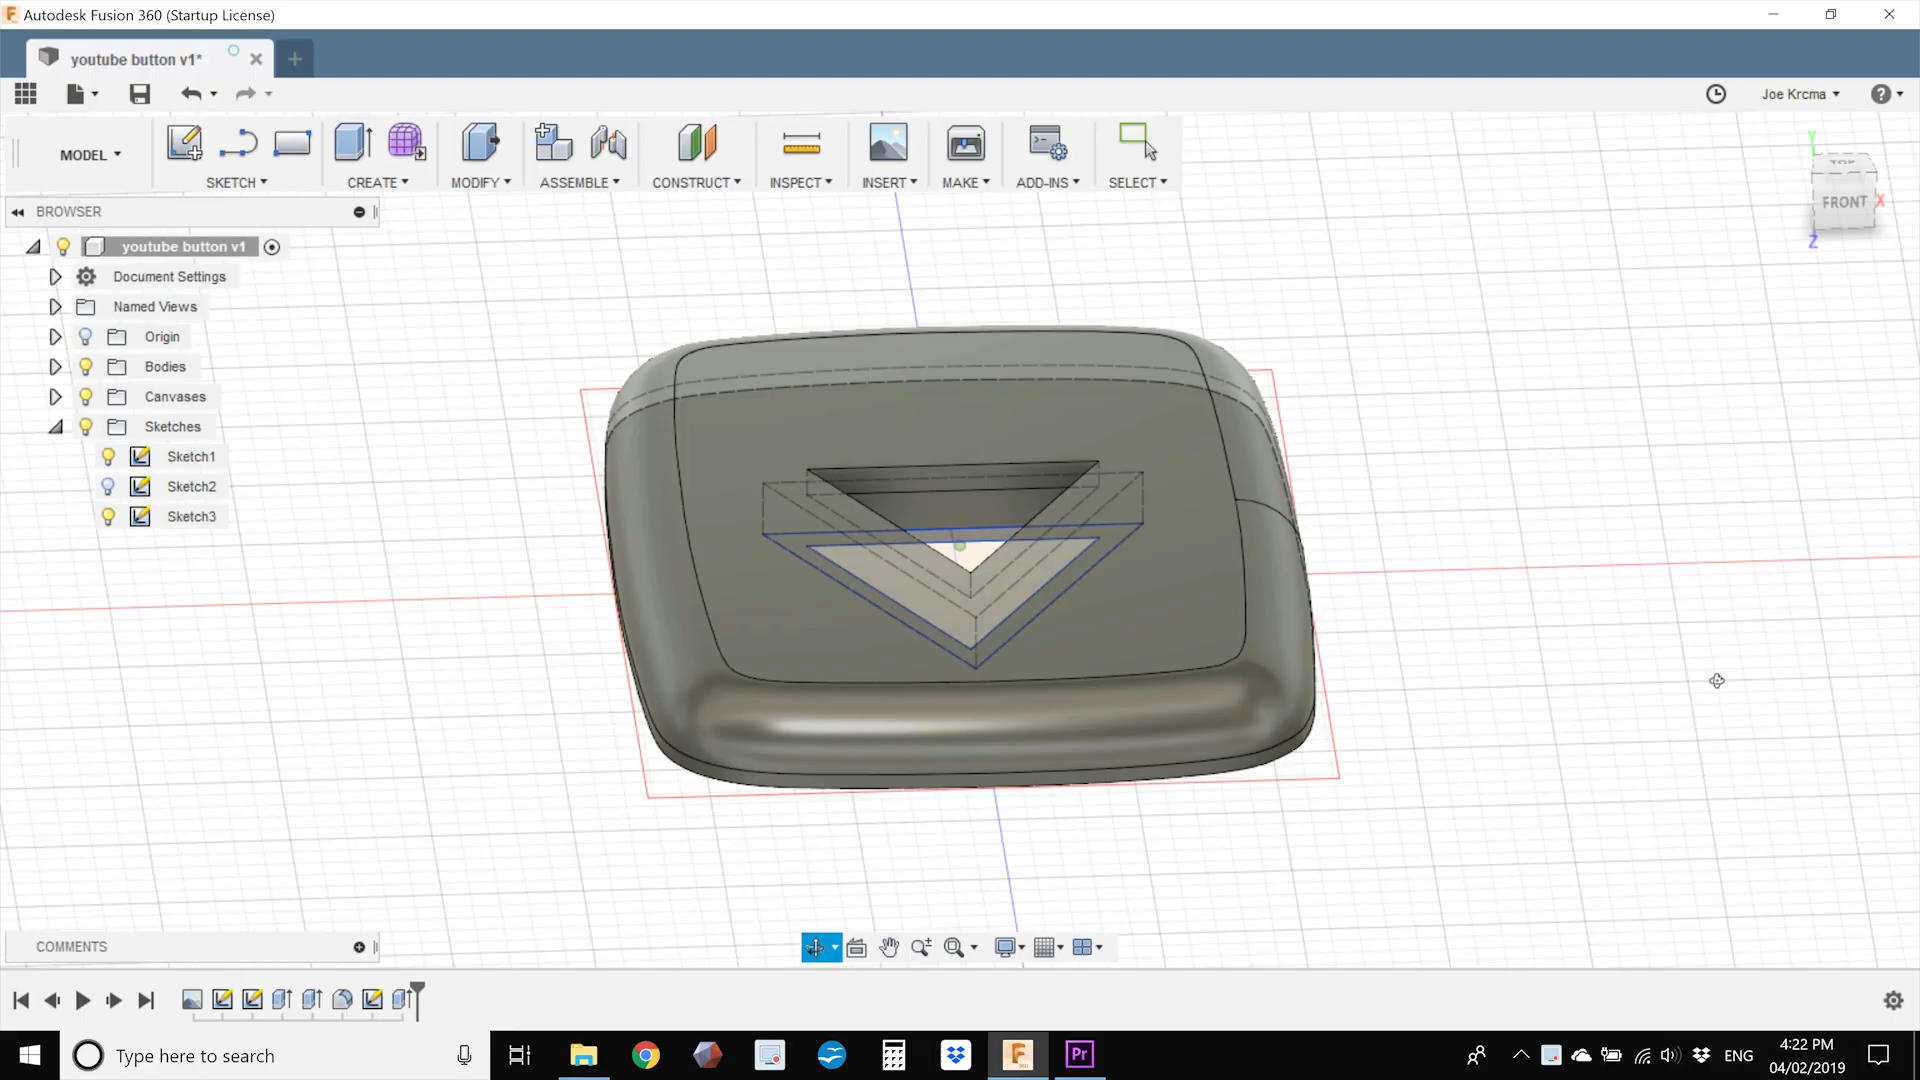 Autodesk Fusion 360 (Startup License)
youtube button v1*
Joe Krcma
MODEL
SKETCH
CREATE
MODIFY
ASSEMBLE
CONSTRUCT
INSPECT
INSERT
MAKE
ADD-INS
SELECT
Y
TOP
FRONT
X
Z
BROWSER
youtube button v1
Document Settings
Named Views
Origin
Bodies
Canvases
Sketches
Sketch1
Sketch2
Sketch3
COMMENTS
Type here to search
Pr
ENG
4:22 PM
04/02/2019